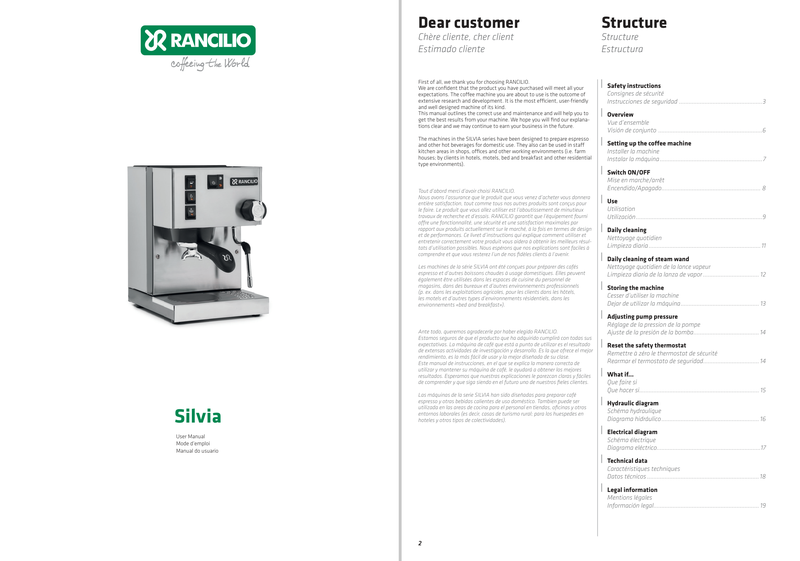 RANCILIO
coffeeing the World
RANCILIO
Silvia
User Manual
Mode d'emploi
Manual do usuario
Dear customer
Chère cliente, cher client
Estimado cliente
First of all, we thank you for choosing RANCILIO.
We are confident that the product you have purchased will meet all your
expectations. The coffee machine you are about to use is the outcome of
extensive research and development. It is the most efficient, user-friendly
and well designed machine of its kind.
This manual outlines the correct use and maintenance and will help you to
get the best results from your machine. We hope you will find our explana-
tions clear and we may continue to earn your business in the future.
The machines in the SILVIA series have been designed to prepare espresso
and other hot beverages for domestic use. They also can be used in staff
kitchen areas in shops, offices and other working environments (i.e. farm
houses; by clients in hotels, motels, bed and breakfast and other residential
type environments).
Tout d'abord merci d'avoir choisi RANCILIO.
Nous avons l'assurance que le produit que vous venez d'acheter vous donnera
entière satisfaction, tout comme tous nos autres produits sont conçus pour
le faire. Le produit que vous allez utiliser est l'aboutissement de minutieux
travaux de recherche et d'essais. RANCILIO garantit que l'équipement fourni
offre une fonctionnalité, une sécurité et une satisfaction maximales par
rapport aux produits actuellement sur le marché, à la fois en termes de design
et de performances. Ce livret d'instructions qui explique comment utiliser et
entretenir correctement votre produit vous aidera à obtenir les meilleurs résul-
tats d'utilisation possibles. Nous espérons que nos explications sont faciles à
comprendre et que vous resterez l'un de nos fidèles clients à l'avenir.
Les machines de la série SILVIA ont été conçues pour préparer des cafés
espresso et d'autres boissons chaudes à usage domestiques. Elles peuvent
également être utilisées dans les espaces de cuisine du personnel de
magasins, dans des bureaux et d'autres environnements professionnels
(p. ex. dans les exploitations agricoles, pour les clients dans les hôtels,
les motels et d'autres types d'environnements résidentiels, dans les
environnements «bed and breakfast»).
Ante todo, queremos agradecerle por haber elegido RANCILIO.
Estamos seguros de que el producto que ha adquirido cumplirá con todas sus
expectativas. La máquina de café que está a punto de utilizar es el resultado
de extensas actividades de investigación y desarrollo. Es la que ofrece el mejor
rendimiento, es la más fácil de usar y la mejor diseñada de su clase.
Este manual de instrucciones, en el que se explica la manera correcta de
utilizar y mantener su máquina de café, le ayudará a obtener los mejores
resultados. Esperamos que nuestras explicaciones le parezcan claras y fáciles
de comprender y que siga siendo en el futuro uno de nuestros fieles clientes.
Las máquinas de la serie SILVIA han sido diseñadas para preparar café
espresso y otras bebidas calientes de uso doméstico. También puede ser
utilizada en las áreas de cocina para el personal en tiendas, oficinas y otros
entornos laborales (es decir, casas de turismo rural; para los huéspedes en
hoteles y otros tipos de colectividades).
2
Structure
Structure
Estructura
Safety instructions
Consignes de sécurité
Instrucciones de seguridad 3
Overview
Vue d'ensemble
Visión de conjunto 6
Setting up the coffee machine
Installer la machine
Instalar la máquina 7
Switch ON/OFF
Mise en marche/arrêt
Encendido/Apagado 8
Use
Utilisation
Utilización 9
Daily cleaning
Nettoyage quotidien
Limpieza diaria 11
Daily cleaning of steam wand
Nettoyage quotidien de la lance vapeur
Limpieza diaria de la lanza de vapor 12
Storing the machine
Cesser d'utiliser la machine
Dejar de utilizar la máquina 13
Adjusting pump pressure
Réglage de la pression de la pompe
Ajuste de la presión de la bomba 14
Reset the safety thermostat
Remettre à zéro le thermostat de sécurité
Rearmar el termostato de seguridad 14
What if...
Que faire si
Que hacer si 15
Hydraulic diagram
Schéma hydraulique
Diagrama hidráulico 16
Electrical diagram
Schéma électrique
Diagrama eléctrico 17
Technical data
Caractéristiques techniques
Datos técnicos 18
Legal information
Mentions légales
Información legal 19